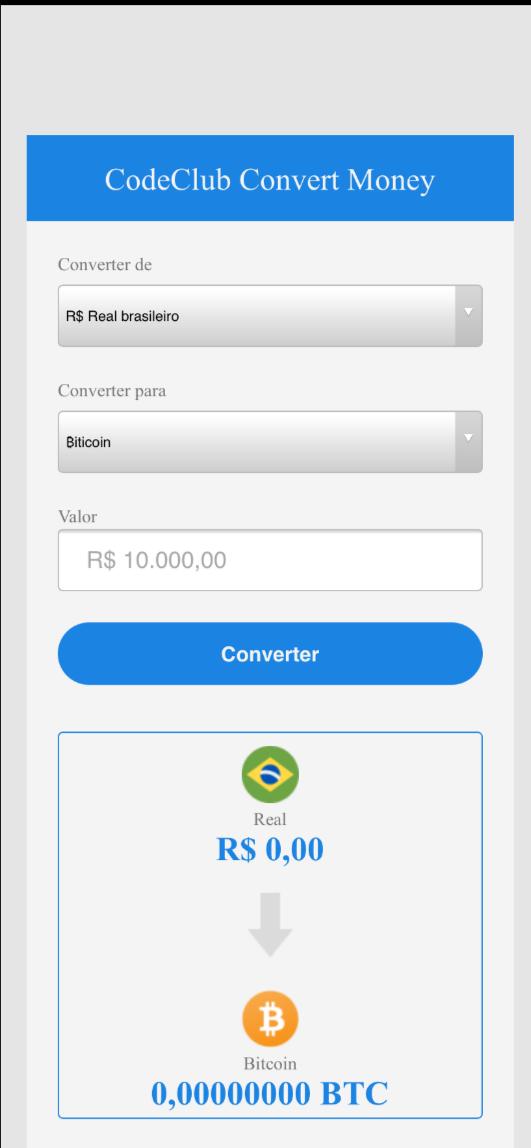 CodeClub Convert Money
Converter de
R$ Real brasileiro
Converter para
₿iticoin
Valor
R$ 10.000,00
Converter
Real
R$ 0,00
Bitcoin
0,00000000 BTC